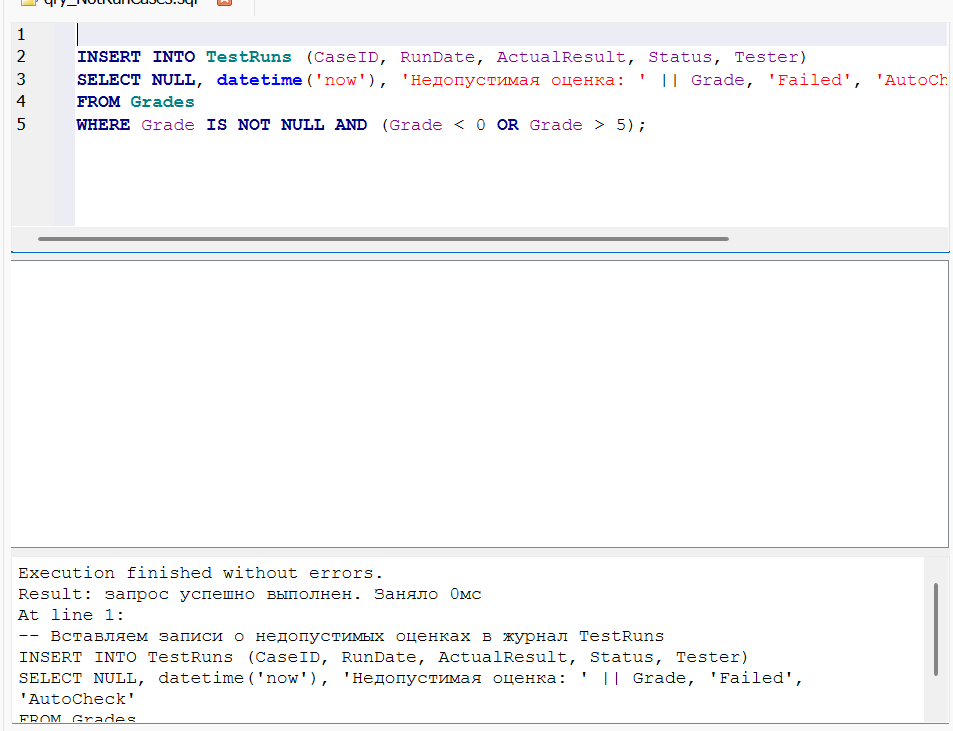 qry_NotRunCases.sql
1
2 INSERT INTO TestRuns (CaseID, RunDate, ActualResult, Status, Tester)
3 SELECT NULL, datetime('now'), 'Недопустимая оценка: ' || Grade, 'Failed', 'AutoCh
4 FROM Grades
5 WHERE Grade IS NOT NULL AND (Grade < 0 OR Grade > 5);
Execution finished without errors.
Result: запрос успешно выполнен. Заняло 0мс
At line 1:
-- Вставляем записи о недопустимых оценках в журнал TestRuns
INSERT INTO TestRuns (CaseID, RunDate, ActualResult, Status, Tester)
SELECT NULL, datetime('now'), 'Недопустимая оценка: ' || Grade, 'Failed',
'AutoCheck'
FROM Grades